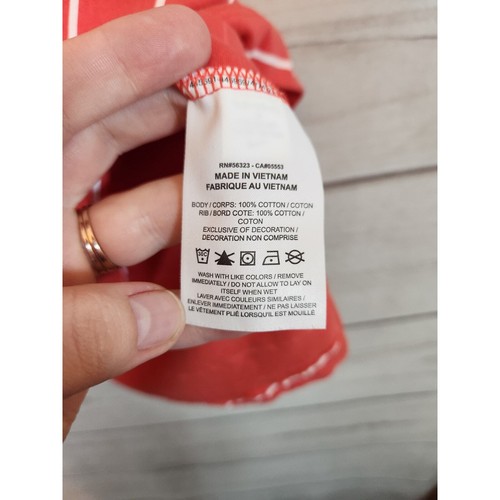 RN#56323 - CA#05553
MADE IN VIETNAM
FABRIQUE AU VIETNAM
BODY / CORPS: 100% COTTON / COTON
RIB / BORD COTE: 100% COTTON /
COTON
EXCLUSIVE OF DECORATION /
DECORATION NON COMPRISE
WASH WITH LIKE COLORS / REMOVE
IMMEDIATELY / DO NOT ALLOW TO LAY ON
ITSELF WHEN WET
LAVER AVEC COULEURS SIMILAIRES /
ENLEVER IMMEDIATEMENT / NE PAS LAISSER
LE VÊTEMENT PLIÉ LORSQU'IL EST MOUILLÉ